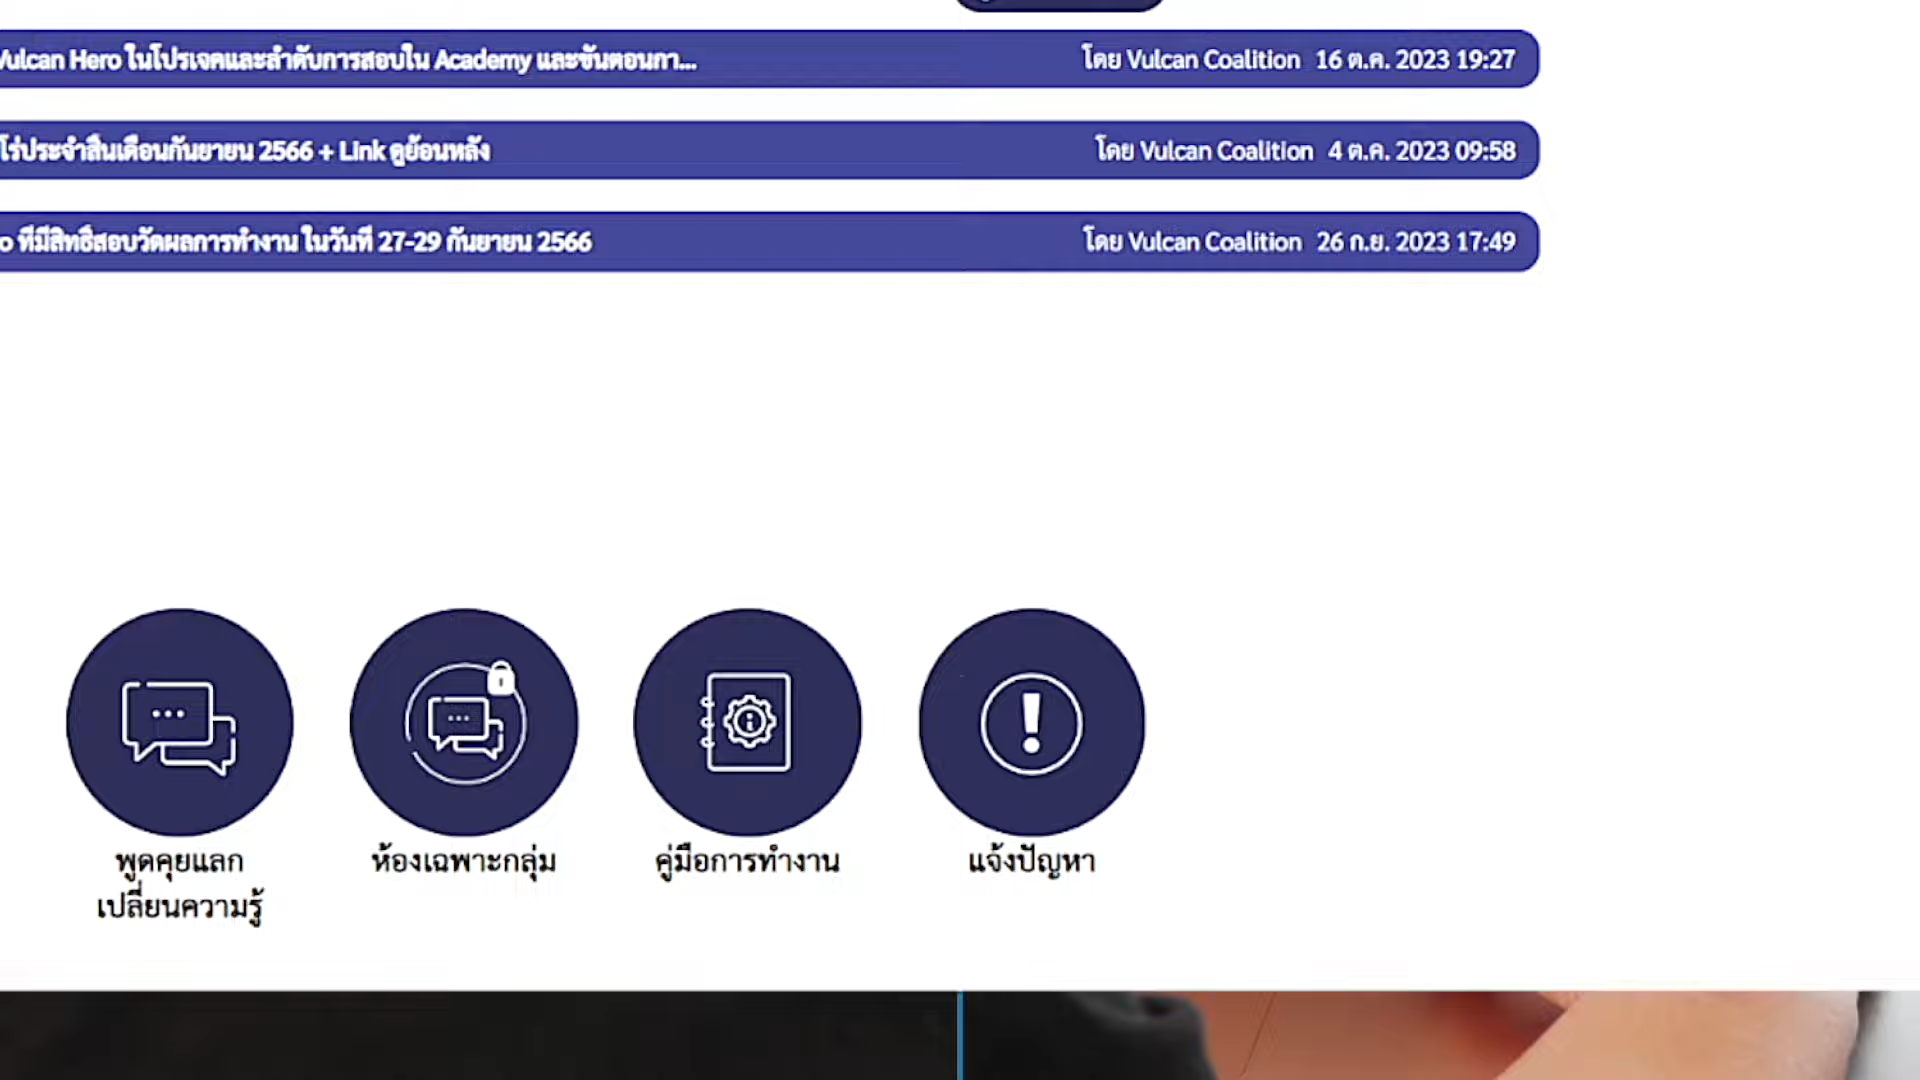 Vulcan Hero ในโปรเจคและลำดับการสอบใน Academy และขั้นตอนกา... โดย Vulcan Coalition 16 ต.ค. 2023 19:27
โร่ประจำสิ้นเดือนกันยายน 2566 + Link ดูย้อนหลัง โดย Vulcan Coalition 4 ต.ค. 2023 09:58
o ที่มีสิทธิ์สอบวัดผลการทำงาน ในวันที่ 27-29 กันยายน 2566 โดย Vulcan Coalition 26 ก.ย. 2023 17:49
พูดคุยแลก
เปลี่ยนความรู้
ห้องเฉพาะกลุ่ม
คู่มือการทำงาน
แจ้งปัญหา